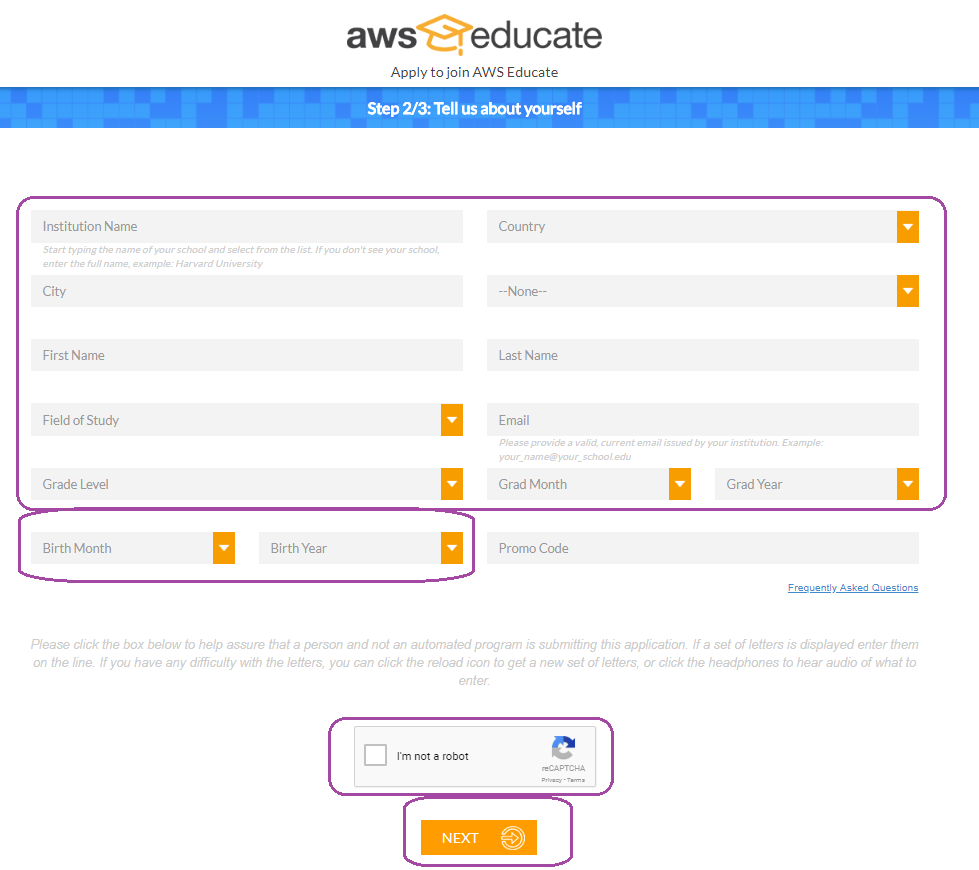 aws educate
Apply to join AWS Educate
Step 2/3: Tell us about yourself
Institution Name
Country
Start typing the name of your school and select from the list. If you don't see your school,
enter the full name, example: Harvard University
City
--None--
First Name
Last Name
Field of Study
Email
Please provide a valid, current email issued by your institution. Example:
your_name@your_school.edu
Grade Level
Grad Month
Grad Year
Birth Month
Birth Year
Promo Code
Frequently Asked Questions
Please click the box below to help assure that a person and not an automated program is submitting this application. If a set of letters is displayed enter them
on the line. If you have any difficulty with the letters, you can click the reload icon to get a new set of letters, or click the headphones to hear audio of what to
enter.
I'm not a robot
reCAPTCHA
Privacy - Terms
NEXT